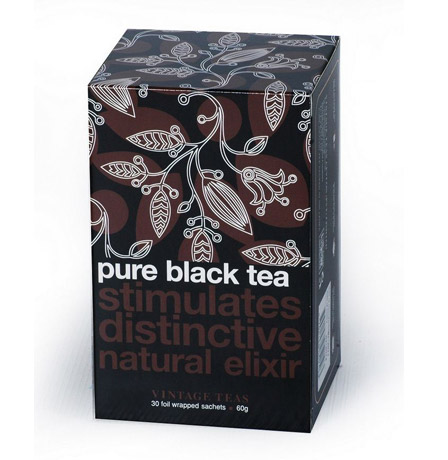 pure black tea
stimulates
distinctive
natural elixir
VINTAGE TEAS
30 foil wrapped sachets 60g